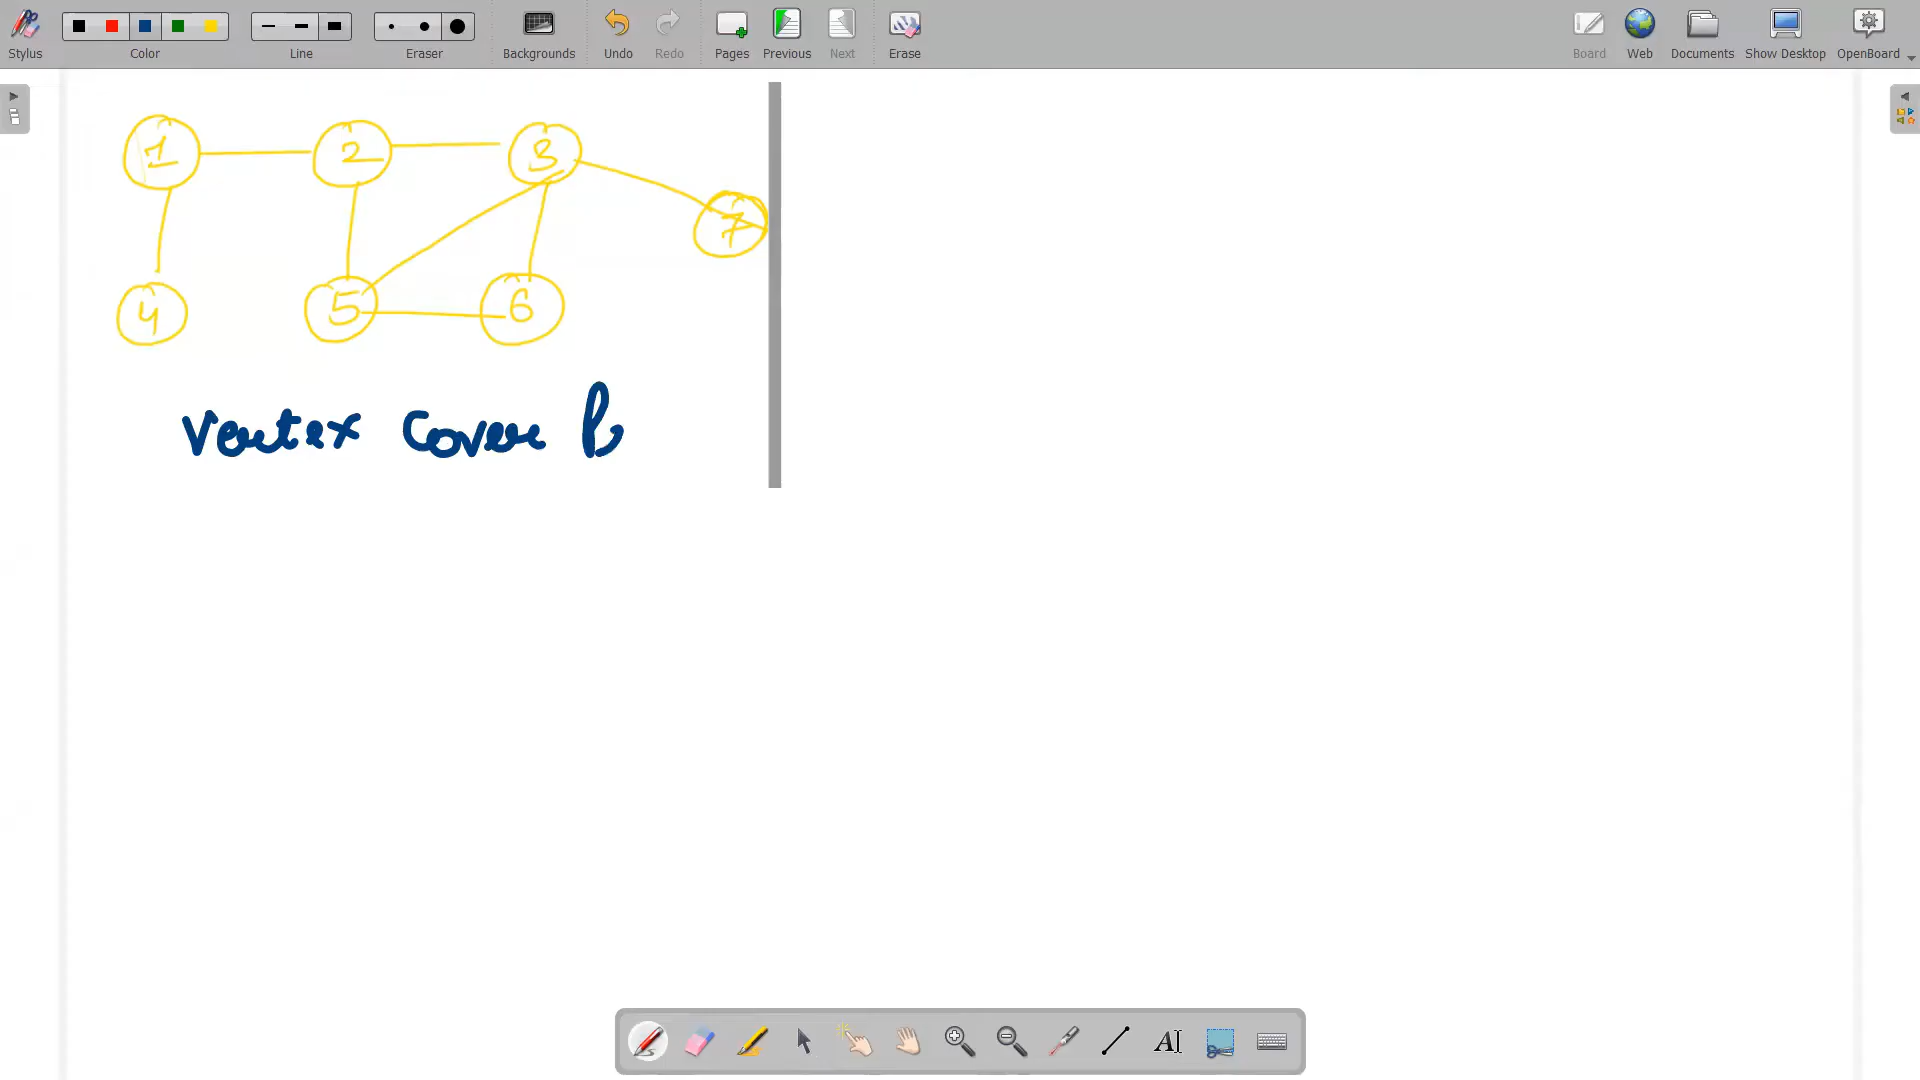 Stylus Color Line Eraser Backgrounds Undo Redo Pages Previous Next Erase Board Web Documents Show Desktop OpenBoard
1 2 3
7
4 5 6
Vertex Cover